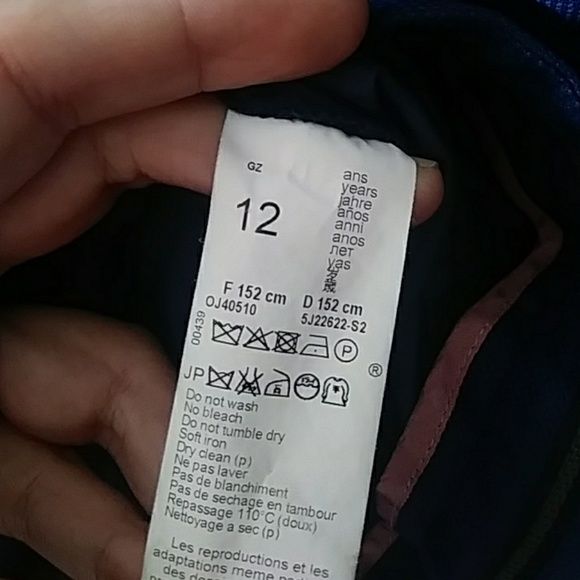 GZ
12
ans
years
jahre
años
anni
anos
лет
yaş
岁
歳
F 152 cm D 152 cm
OJ40510 5J22622-S2
00439
P
®
JP
Do not wash
No bleach
Do not tumble dry
Soft iron
Dry clean (p)
Ne pas laver
Pas de blanchiment
Pas de sechage en tambour
Repassage 110°C (doux)
Nettoyage a sec (p)
Les reproductions et les
adaptations meme